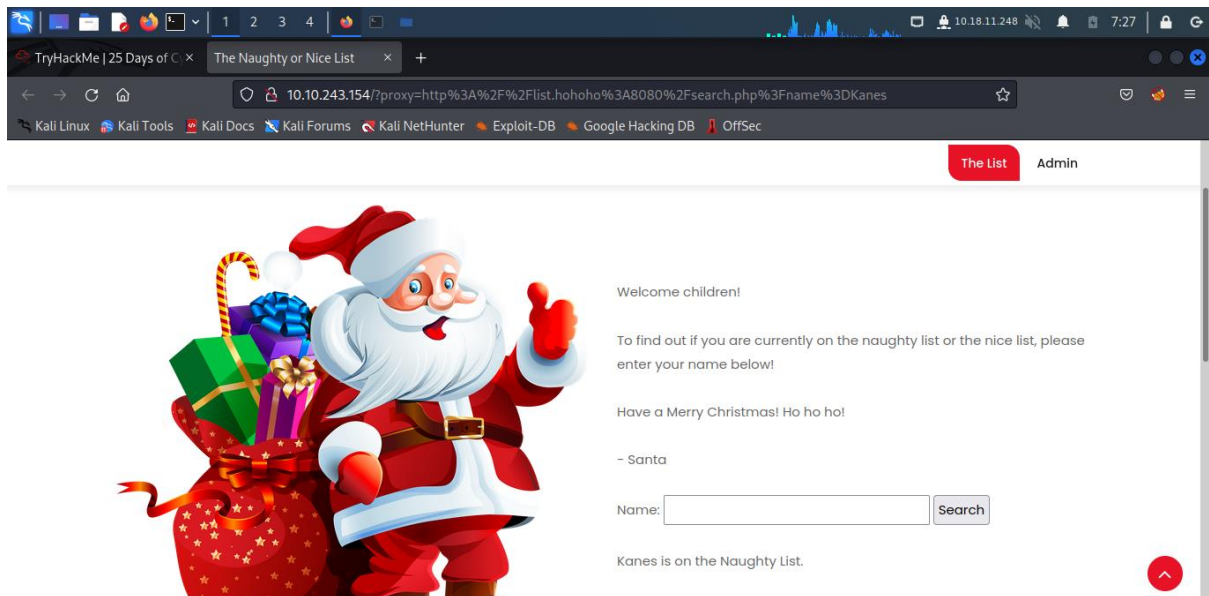 1 2 3 4 10.18.11.248 7:27
TryHackMe | 25 Days of Cy The Naughty or Nice List
10.10.243.154/?proxy=http%3A%2F%2Flist.hohoho%3A8080%2Fsearch.php%3Fname%3DKanes
Kali Linux Kali Tools Kali Docs Kali Forums Kali NetHunter Exploit-DB Google Hacking DB OffSec
The List Admin
Welcome children!
To find out if you are currently on the naughty list or the nice list, please
enter your name below!
Have a Merry Christmas! Ho ho ho!
- Santa
Name: Search
Kanes is on the Naughty List.